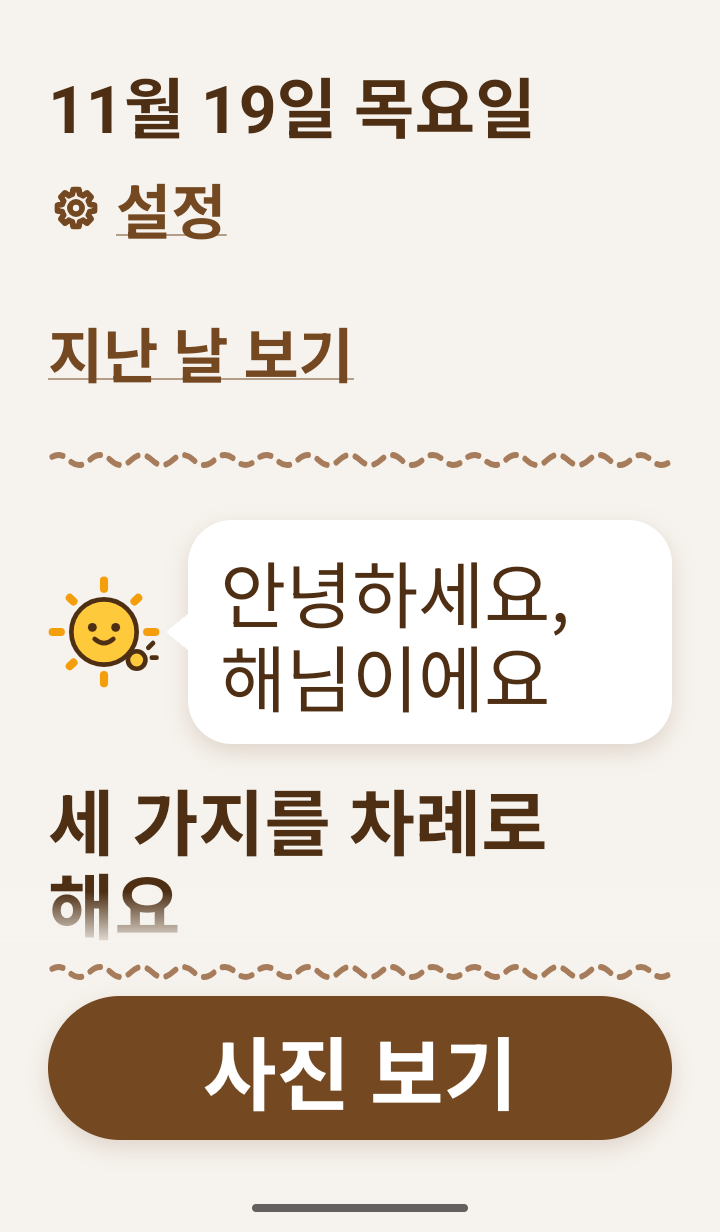 11월 19일 목요일
설정
지난 날 보기
안녕하세요,
해님이에요
세 가지를 차례로
해요
사진 보기